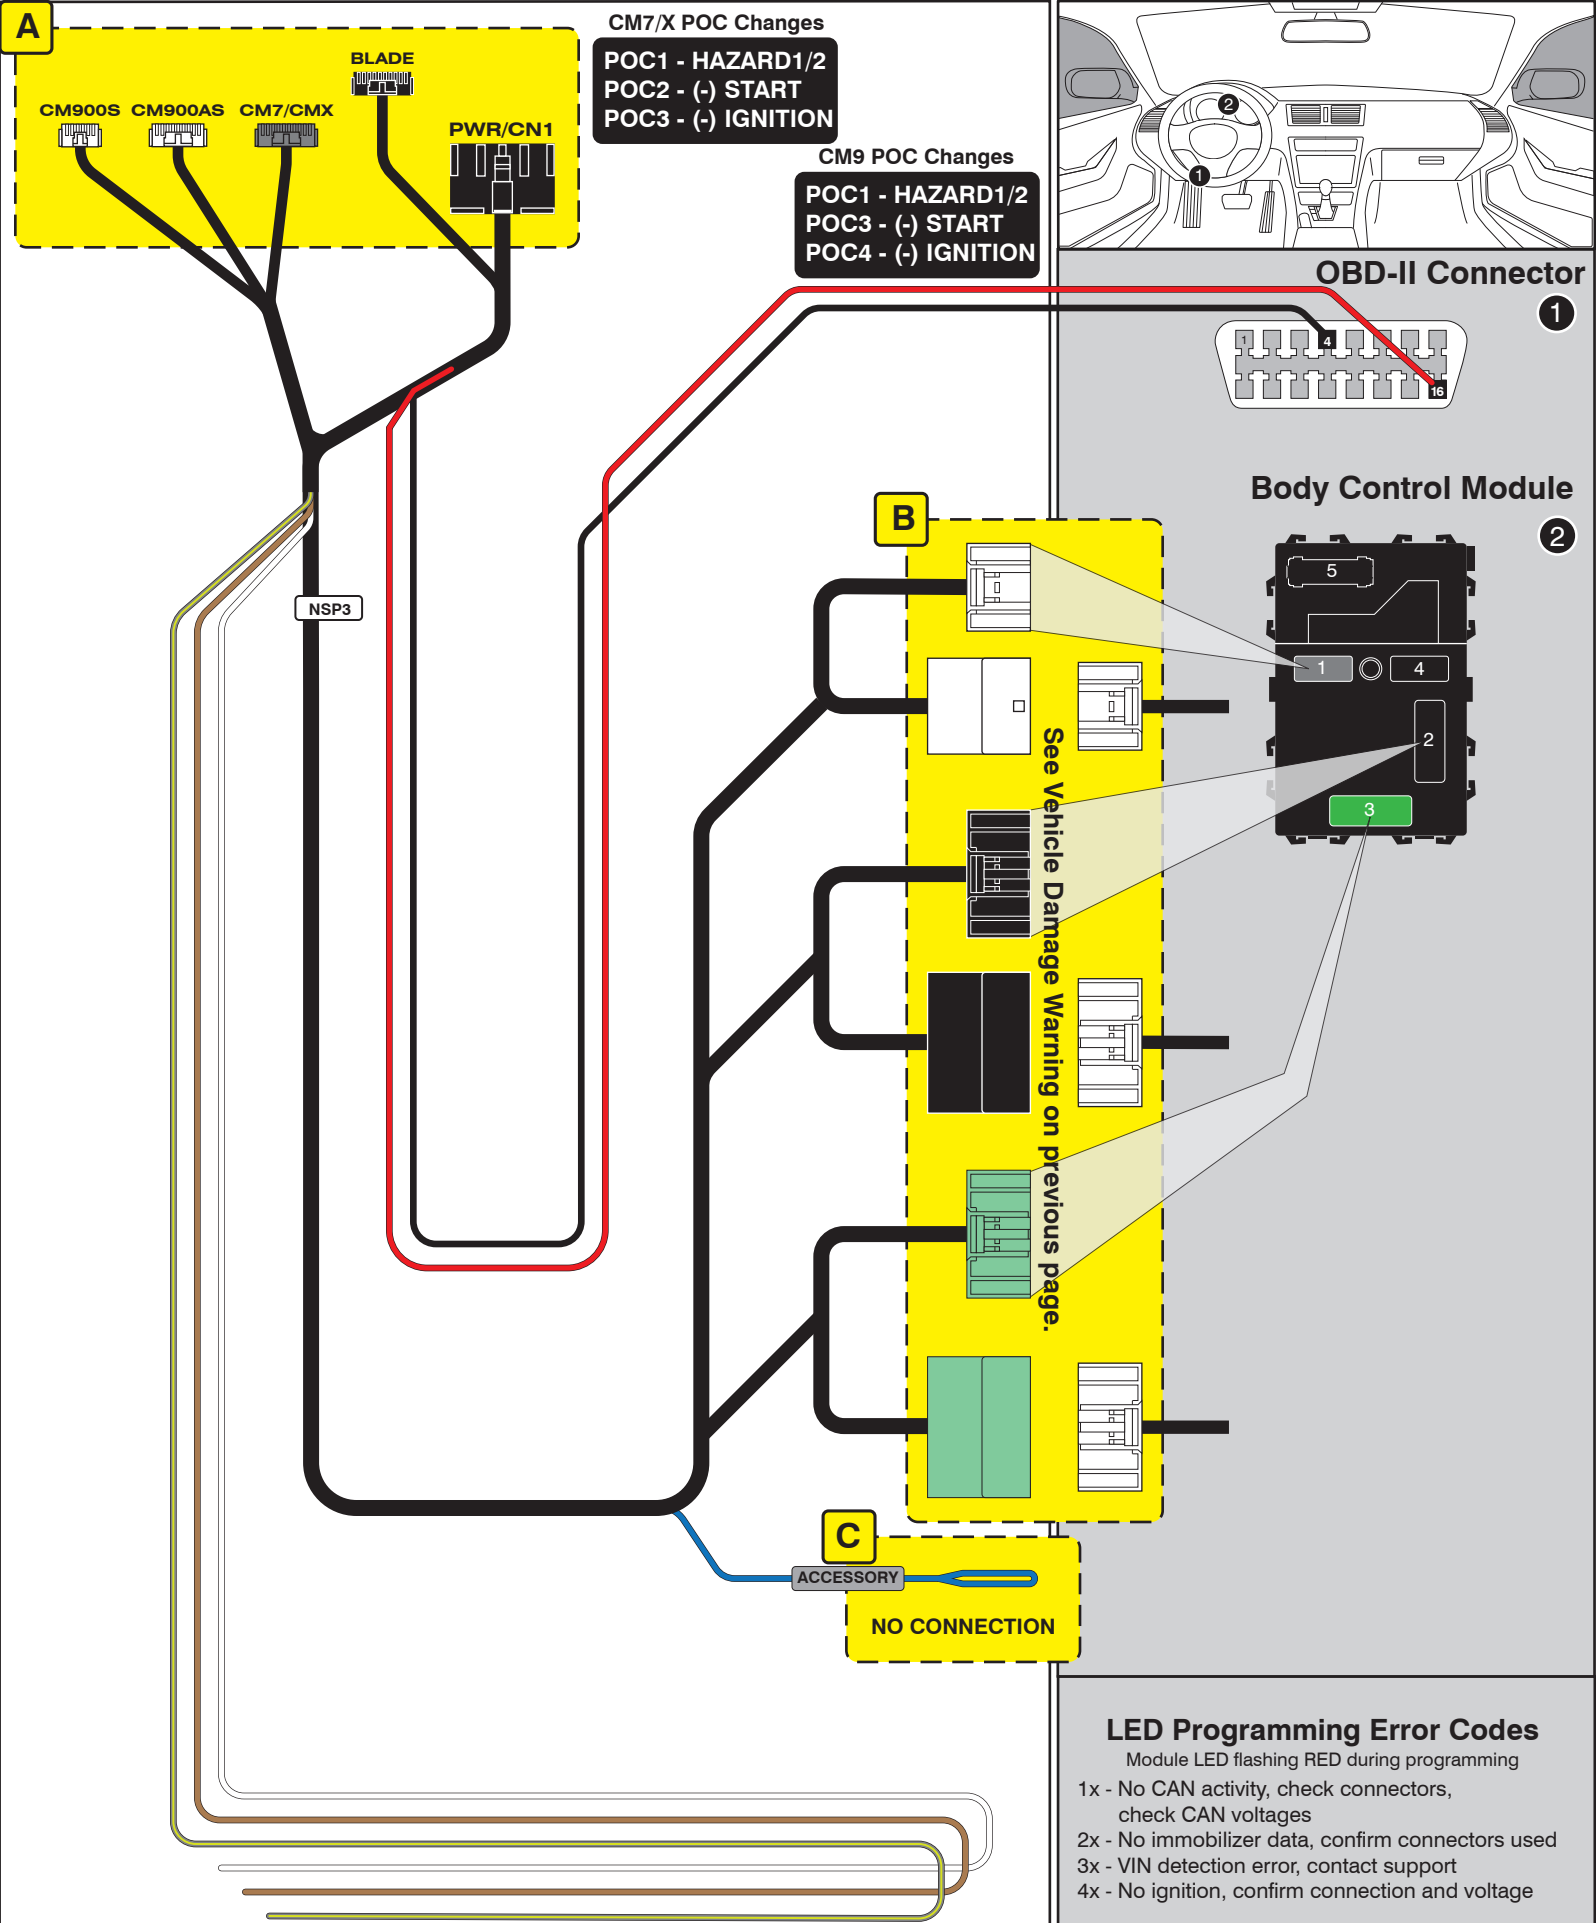 A
CM900S
CM900AS
CM7/CMX
BLADE
PWR/CN1
CM7/X POC Changes
POC1 - HAZARD1/2
POC2 - (-) START
POC3 - (-) IGNITION
CM9 POC Changes
POC1 - HAZARD1/2
POC3 - (-) START
POC4 - (-) IGNITION
2
1
OBD-II Connector
1
1
4
16
Body Control Module
2
5
1
4
2
3
NSP3
B
See Vehicle Damage Warning on previous page.
C
ACCESSORY
NO CONNECTION
LED Programming Error Codes
Module LED flashing RED during programming
1x - No CAN activity, check connectors,
check CAN voltages
2x - No immobilizer data, confirm connectors used
3x - VIN detection error, contact support
4x - No ignition, confirm connection and voltage